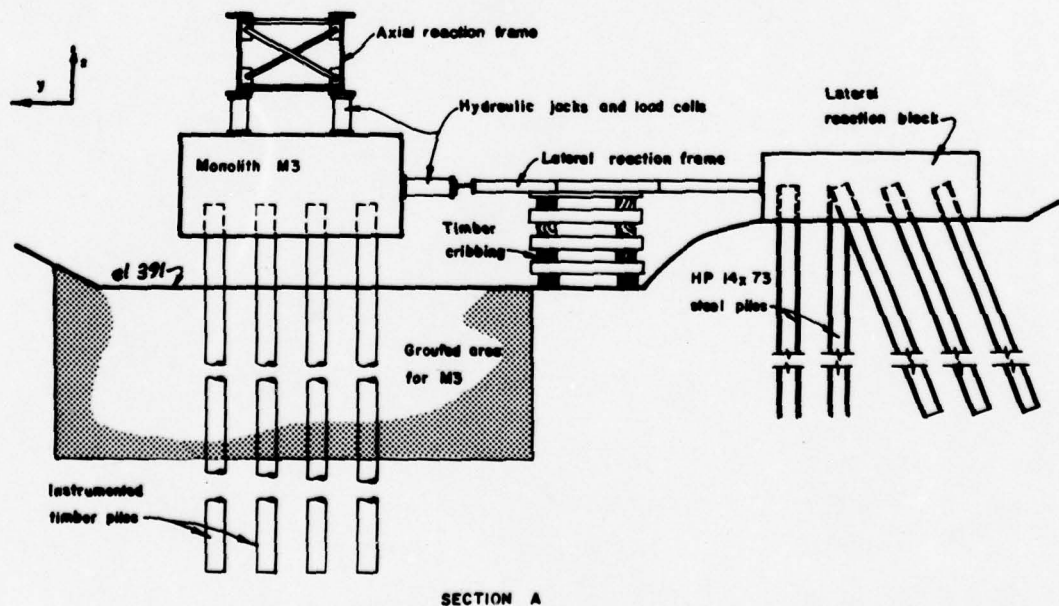 Axial reaction frame
z
y
Hydraulic jacks and load cells
Lateral
reaction block
Monolith M3
Lateral reaction frame
Timber
cribbing
el 391
HP 14x73
steel piles
Grouted area
for M3
Instrumented
timber piles
SECTION A